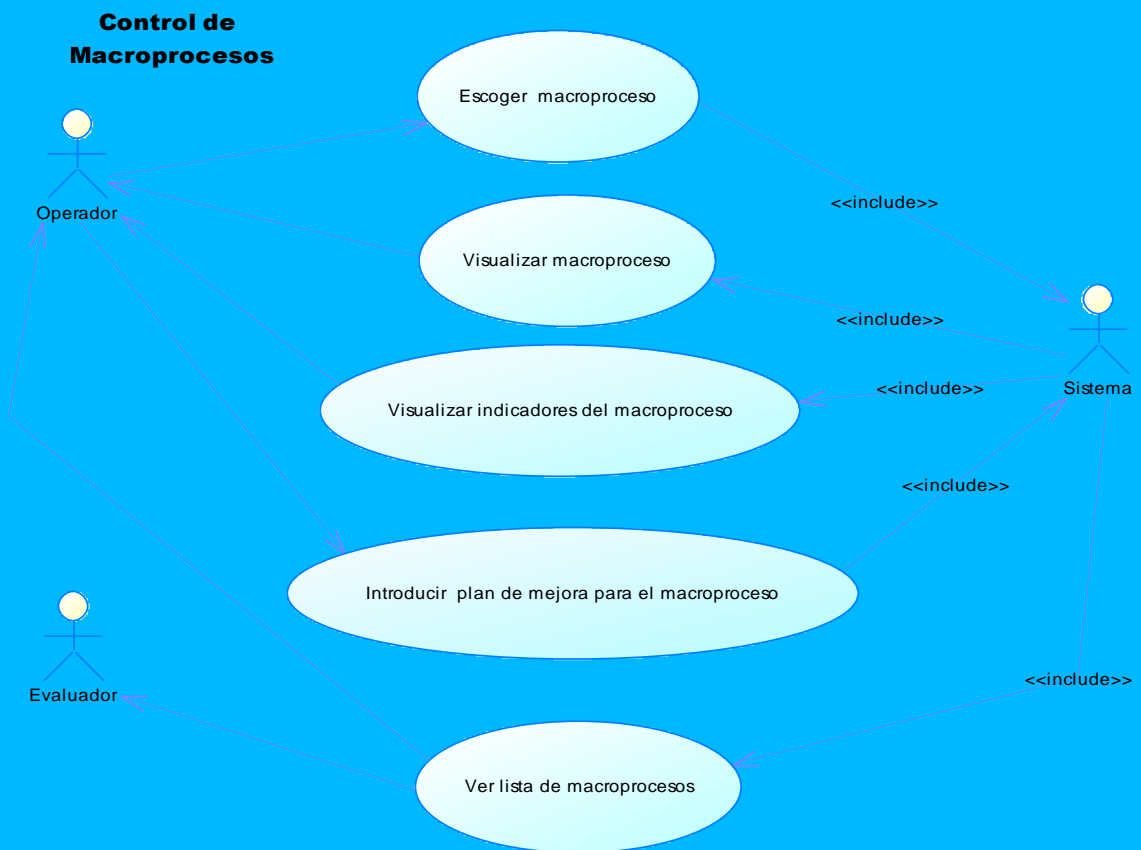 Control de
Macroprocesos
Escoger macroproceso
Operador
<<include>>
Visualizar macroproceso
<<include>>
Sistema
<<include>>
Visualizar indicadores del macroproceso
<<include>>
Introducir plan de mejora para el macroproceso
Evaluador
<<include>>
Ver lista de macroprocesos